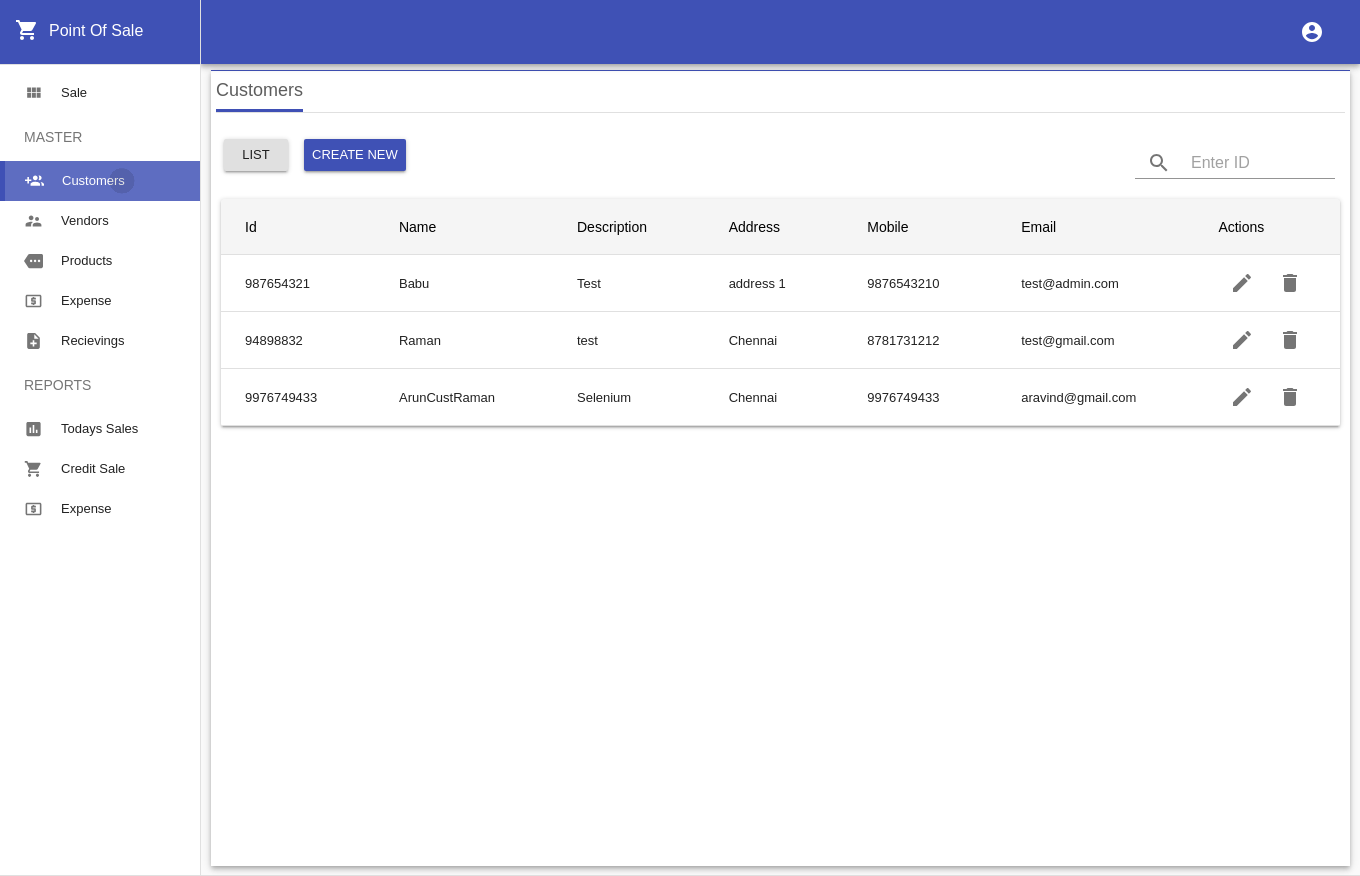 Point Of Sale
Sale
MASTER
Customers
Vendors
Products
Expense
Recievings
REPORTS
Todays Sales
Credit Sale
Expense
Customers
LIST CREATE NEW
Enter ID
Id Name Description Address Mobile Email Actions
987654321 Babu Test address 1 9876543210 test@admin.com
94898832 Raman test Chennai 8781731212 test@gmail.com
9976749433 ArunCustRaman Selenium Chennai 9976749433 aravind@gmail.com